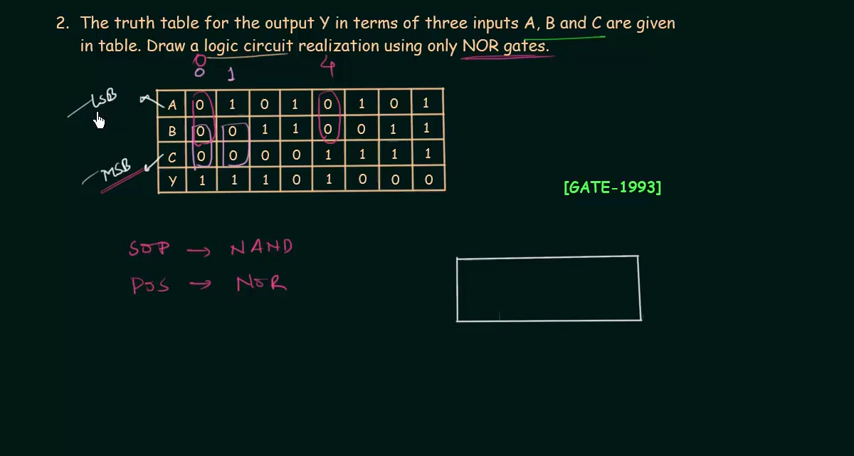 2. The truth table for the output Y in terms of three inputs A, B and C are given
in table. Draw a logic circuit realization using only NOR gates.
0
0 1 4
LSB A 0 1 0 1 0 1 0 1
B 0 0 1 1 0 0 1 1
MSB C 0 0 0 0 1 1 1 1
Y 1 1 1 0 1 0 0 0
[GATE-1993]
SOP → NAND
POS → NOR